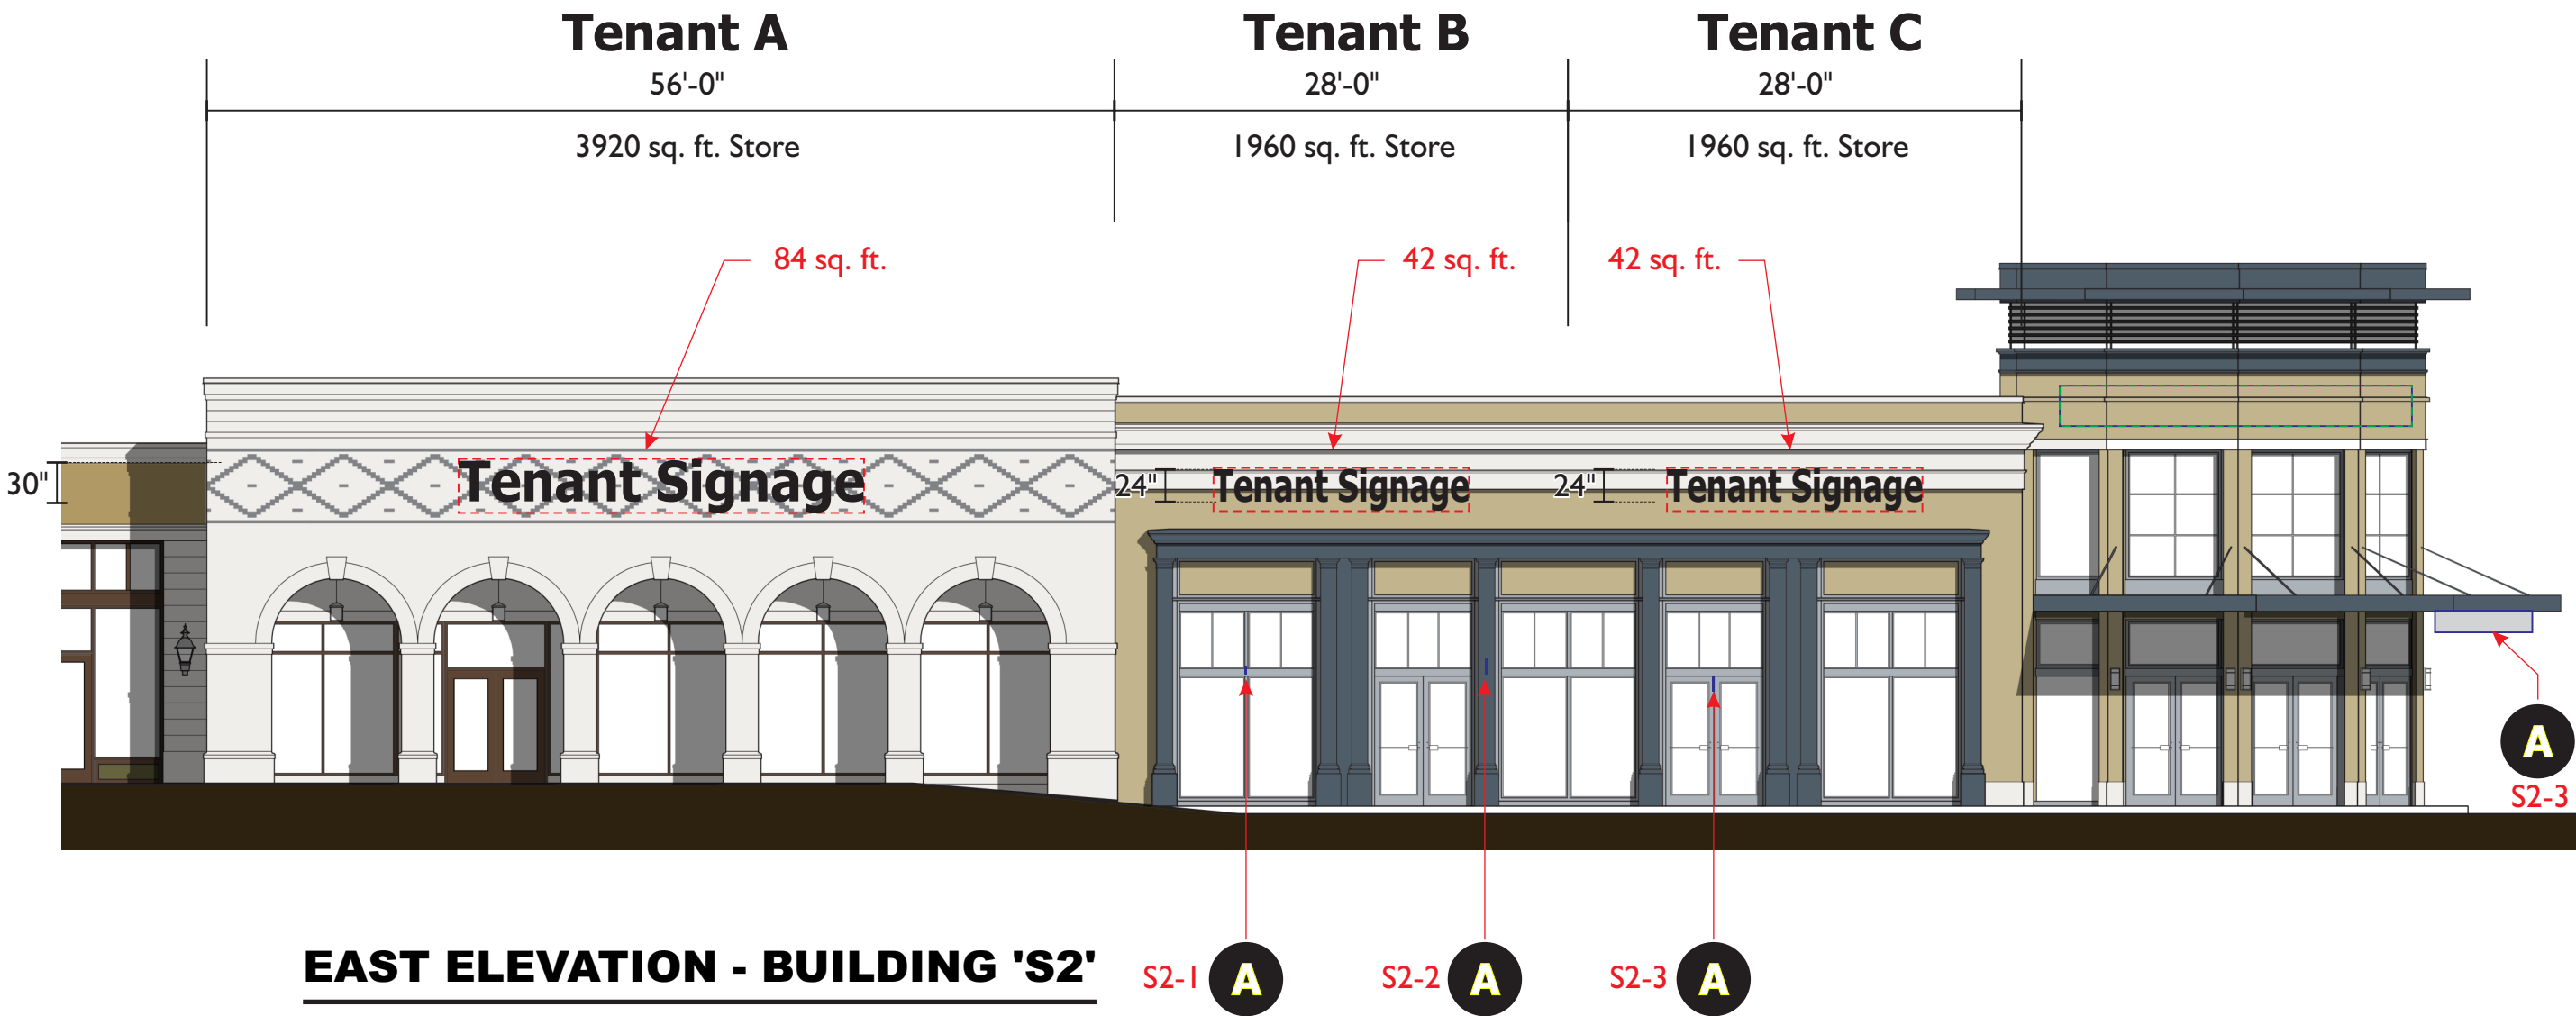 Tenant A
Tenant B
Tenant C
56'-0"
28'-0"
28'-0"
3920 sq. ft. Store
1960 sq. ft. Store
1960 sq. ft. Store
84 sq. ft.
42 sq. ft.
42 sq. ft.
30"
Tenant Signage
24"
Tenant Signage
24"
Tenant Signage
A
S2-3
EAST ELEVATION - BUILDING 'S2'
S2-1 A
S2-2 A
S2-3 A